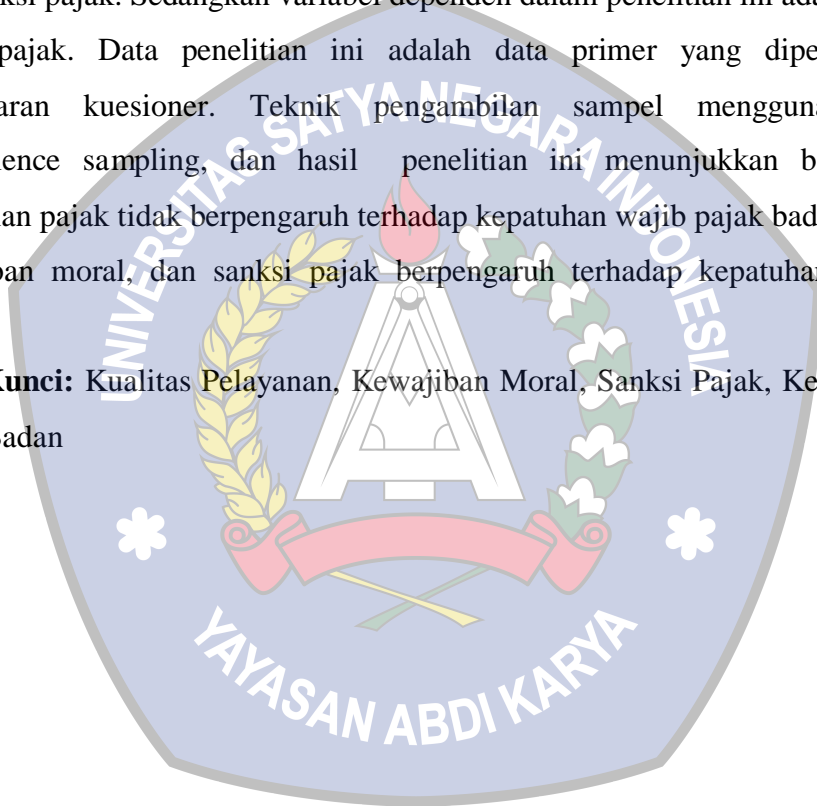 ksi pajak. Sedangkan variabel dependen dalam penelitian ini ada
pajak. Data penelitian ini adalah data primer yang dipe
aran kuesioner. Teknik pengambilan sampel mengguna
ence sampling, dan hasil penelitian ini menunjukkan b
an pajak tidak berpengaruh terhadap kepatuhan wajib pajak bad
ban moral, dan sanksi pajak berpengaruh terhadap kepatuhan
Kunci: Kualitas Pelayanan, Kewajiban Moral, Sanksi Pajak, Ke
Badan
UNIVERSITAS SATYA NEGARA INDONESIA
YAYASAN ABDI KARYA